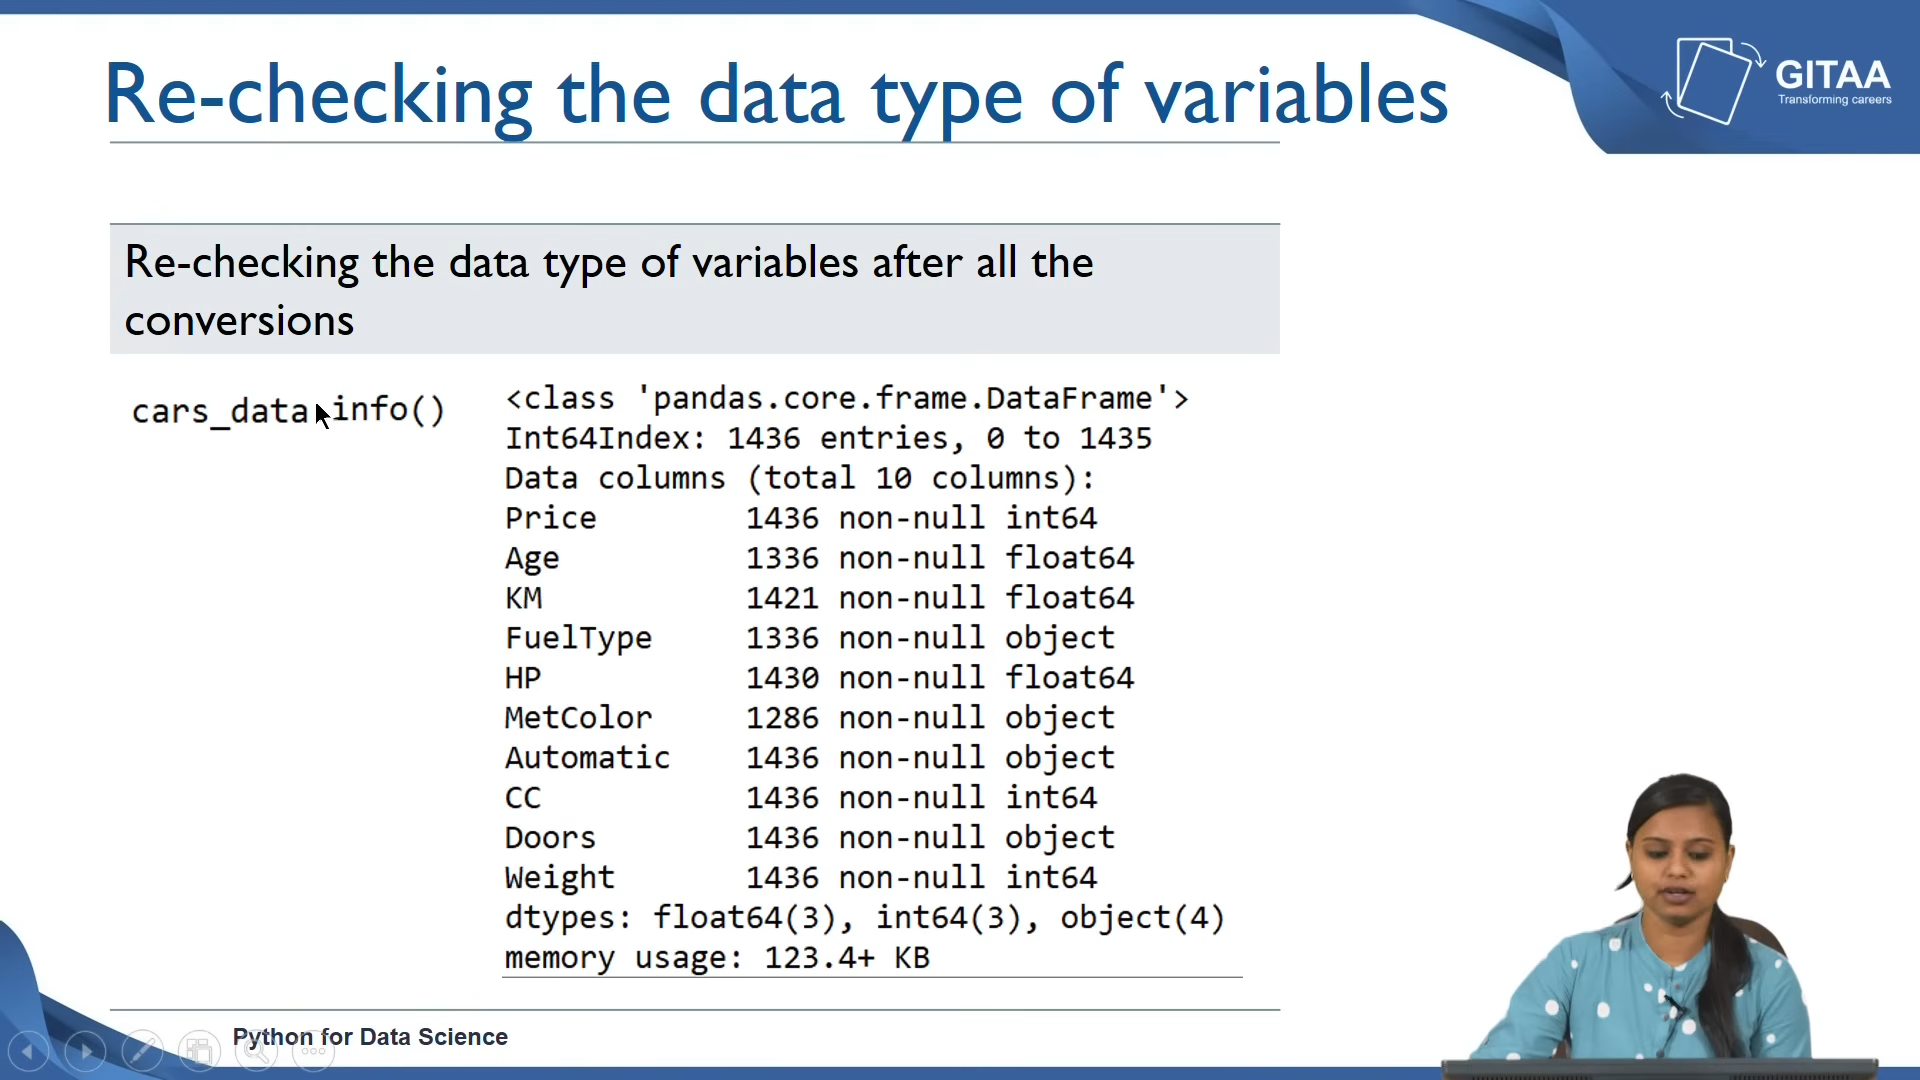 Re-checking the data type of variables
GITAA
Transforming careers
Re-checking the data type of variables after all the
conversions
cars_data.info()
<class 'pandas.core.frame.DataFrame'>
Int64Index: 1436 entries, 0 to 1435
Data columns (total 10 columns):
Price 1436 non-null int64
Age 1336 non-null float64
KM 1421 non-null float64
FuelType 1336 non-null object
HP 1430 non-null float64
MetColor 1286 non-null object
Automatic 1436 non-null object
CC 1436 non-null int64
Doors 1436 non-null object
Weight 1436 non-null int64
dtypes: float64(3), int64(3), object(4)
memory usage: 123.4+ KB
Python for Data Science